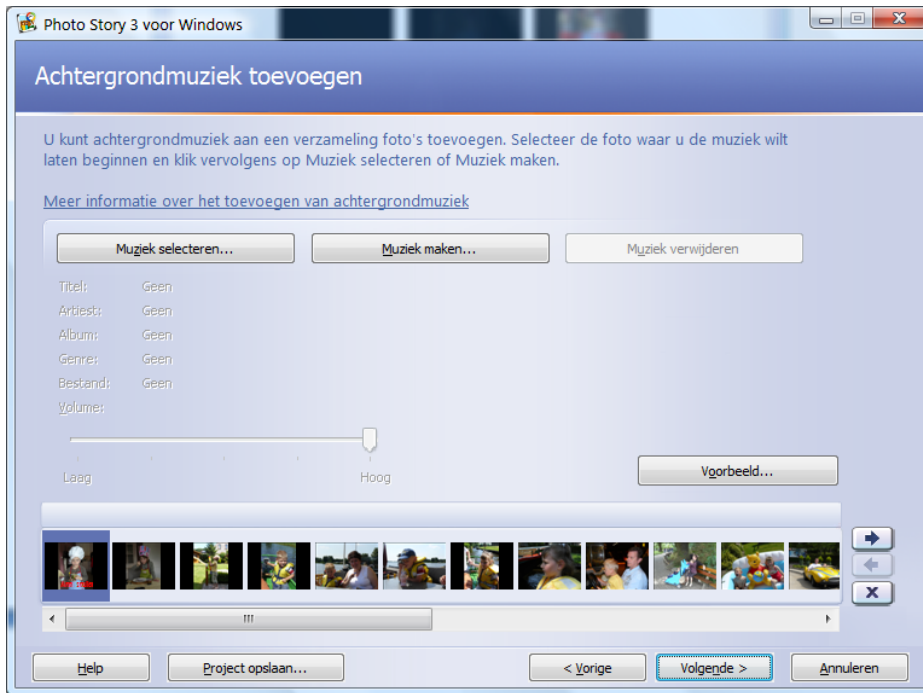 Photo Story 3 voor Windows
Achtergrondmuziek toevoegen
U kunt achtergrondmuziek aan een verzameling foto's toevoegen. Selecteer de foto waar u de muziek wilt
laten beginnen en klik vervolgens op Muziek selecteren of Muziek maken.
Meer informatie over het toevoegen van achtergrondmuziek
Muziek selecteren...
Muziek maken...
Muziek verwijderen
Titel: Geen
Artiest: Geen
Album: Geen
Genre: Geen
Bestand: Geen
Volume:
Laag
Hoog
Voorbeeld...
Help
Project opslaan...
< Vorige
Volgende >
Annuleren